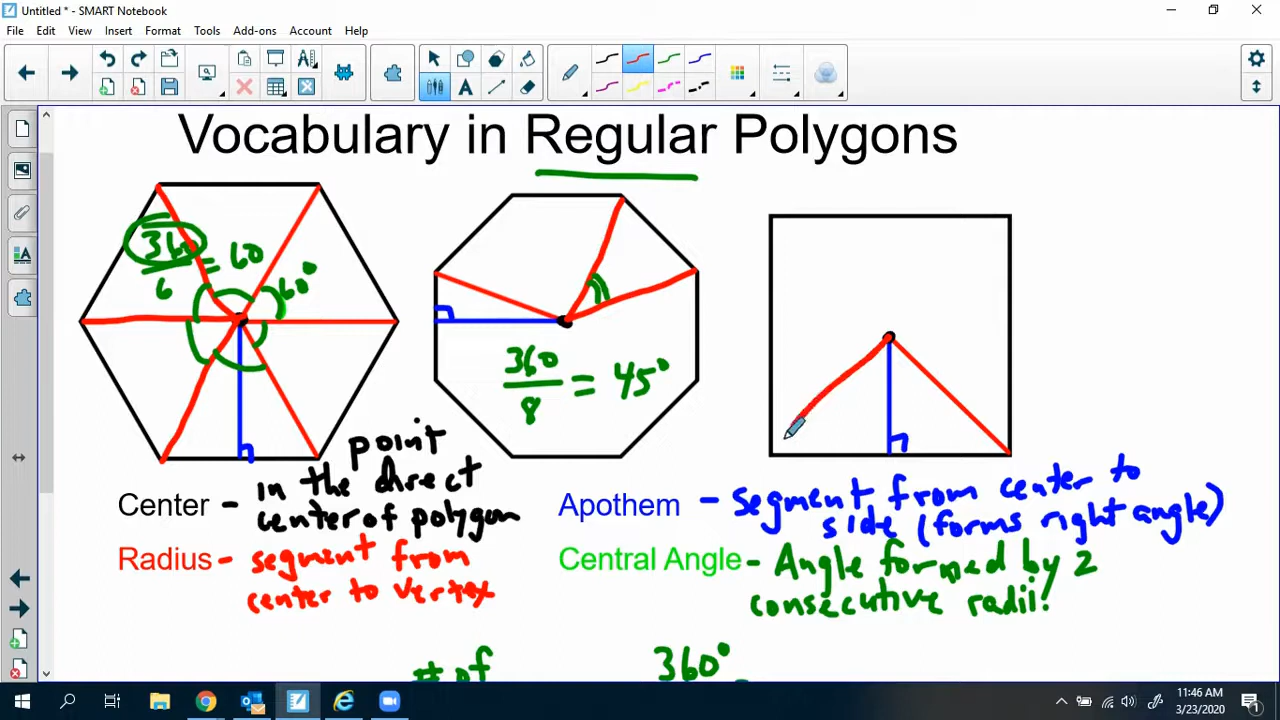 Untitled * - SMART Notebook
File Edit View Insert Format Tools Add-ons Account Help
Vocabulary in Regular Polygons
360
6
= 60
60°
360
8
= 45°
Center - point
in the direct
center of polygon
Radius - segment from
center to vertex
Apothem - segment from center to
side (forms right angle)
Central Angle - Angle formed by 2
consecutive radii!
# of
360°
11:46 AM
3/23/2020
1